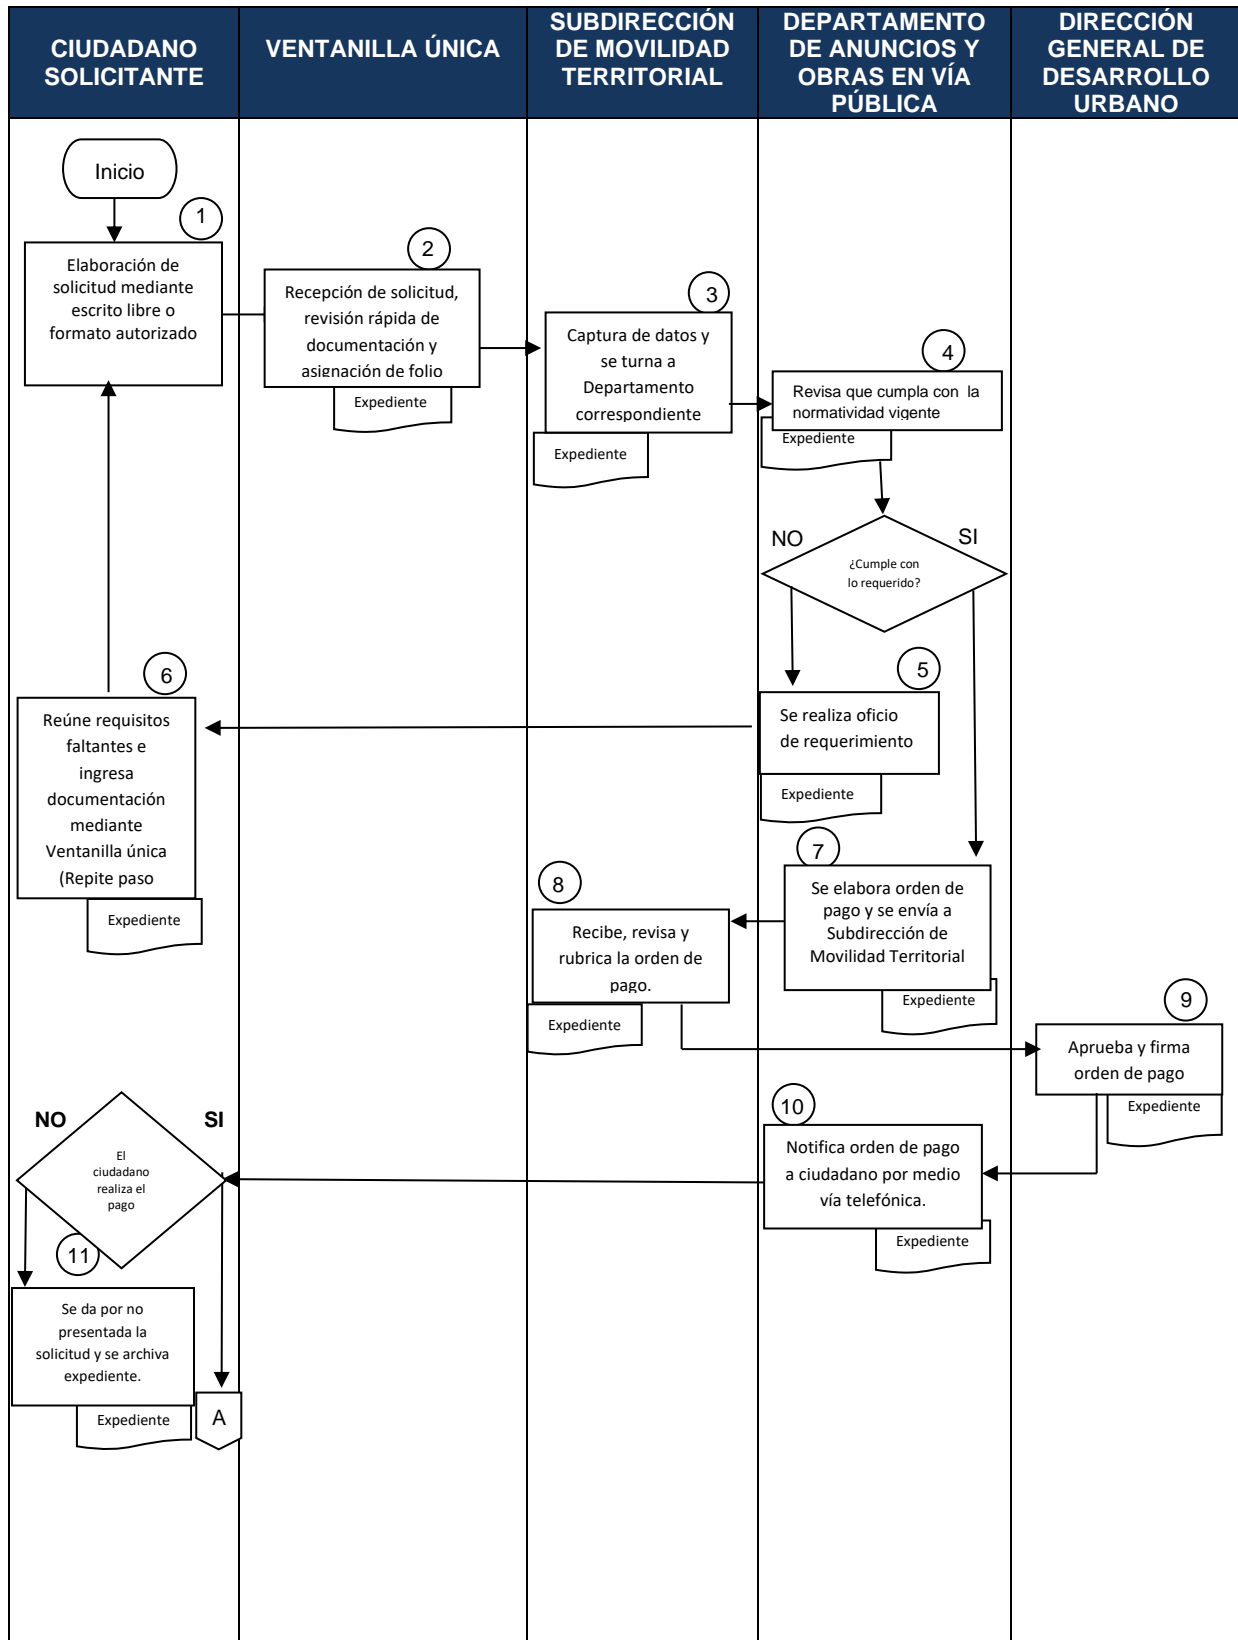 CIUDADANO
SOLICITANTE
VENTANILLA ÚNICA
SUBDIRECCIÓN
DE MOVILIDAD
TERRITORIAL
DEPARTAMENTO
DE ANUNCIOS Y
OBRAS EN VÍA
PÚBLICA
DIRECCIÓN
GENERAL DE
DESARROLLO
URBANO
Inicio
1
Elaboración de
solicitud mediante
escrito libre o
formato autorizado
2
Recepción de solicitud,
revisión rápida de
documentación y
asignación de folio
Expediente
3
Captura de datos y
se turna a
Departamento
correspondiente
Expediente
4
Revisa que cumpla con la
normatividad vigente
Expediente
NO
SI
¿Cumple con
lo requerido?
5
Se realiza oficio
de requerimiento
Expediente
6
Reúne requisitos
faltantes e
ingresa
documentación
mediante
Ventanilla única
(Repite paso
Expediente
7
Se elabora orden de
pago y se envía a
Subdirección de
Movilidad Territorial
Expediente
8
Recibe, revisa y
rubrica la orden de
pago.
Expediente
9
Aprueba y firma
orden de pago
Expediente
10
Notifica orden de pago
a ciudadano por medio
vía telefónica.
Expediente
NO
SI
El
ciudadano
realiza el
pago
11
Se da por no
presentada la
solicitud y se archiva
expediente.
Expediente
A